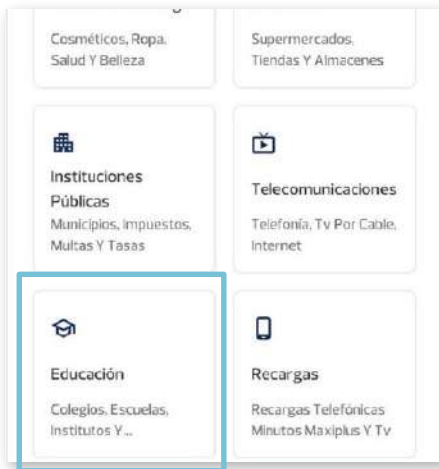 Cosméticos, Ropa,
Salud Y Belleza
Supermercados,
Tiendas Y Almacenes
Instituciones
Públicas
Municipios, Impuestos,
Multas Y Tasas
Telecomunicaciones
Telefonía, Tv Por Cable,
Internet
Educación
Colegios, Escuelas,
Institutos Y...
Recargas
Recargas Telefónicas
Minutos Maxiplus Y Tv